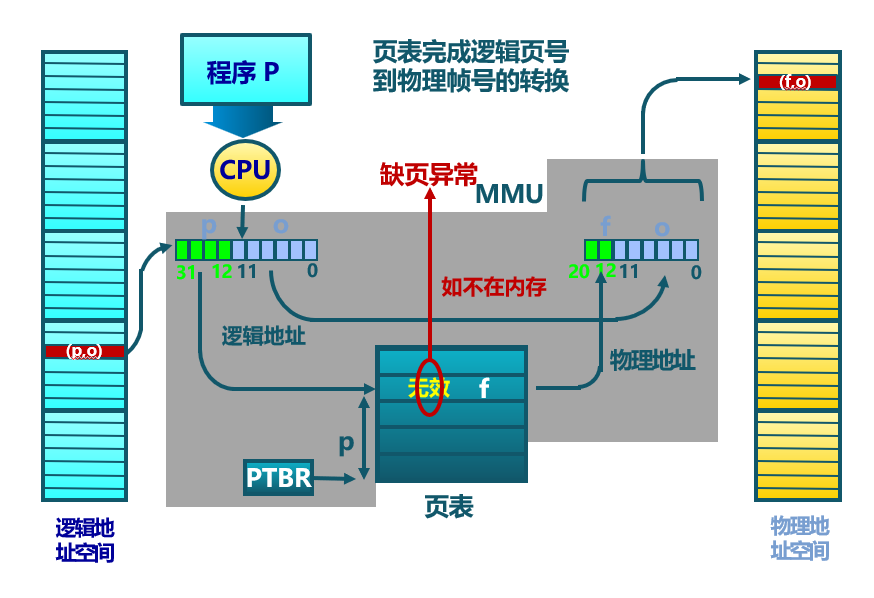 程序 P
页表完成逻辑页号
到物理帧号的转换
(f,o)
CPU
缺页异常
MMU
p
o
f
o
31
12
11
0
20
12
11
0
如不在内存
逻辑地址
(p,o)
物理地址
无效
f
p
PTBR
页表
逻辑地
址空间
物理地
址空间